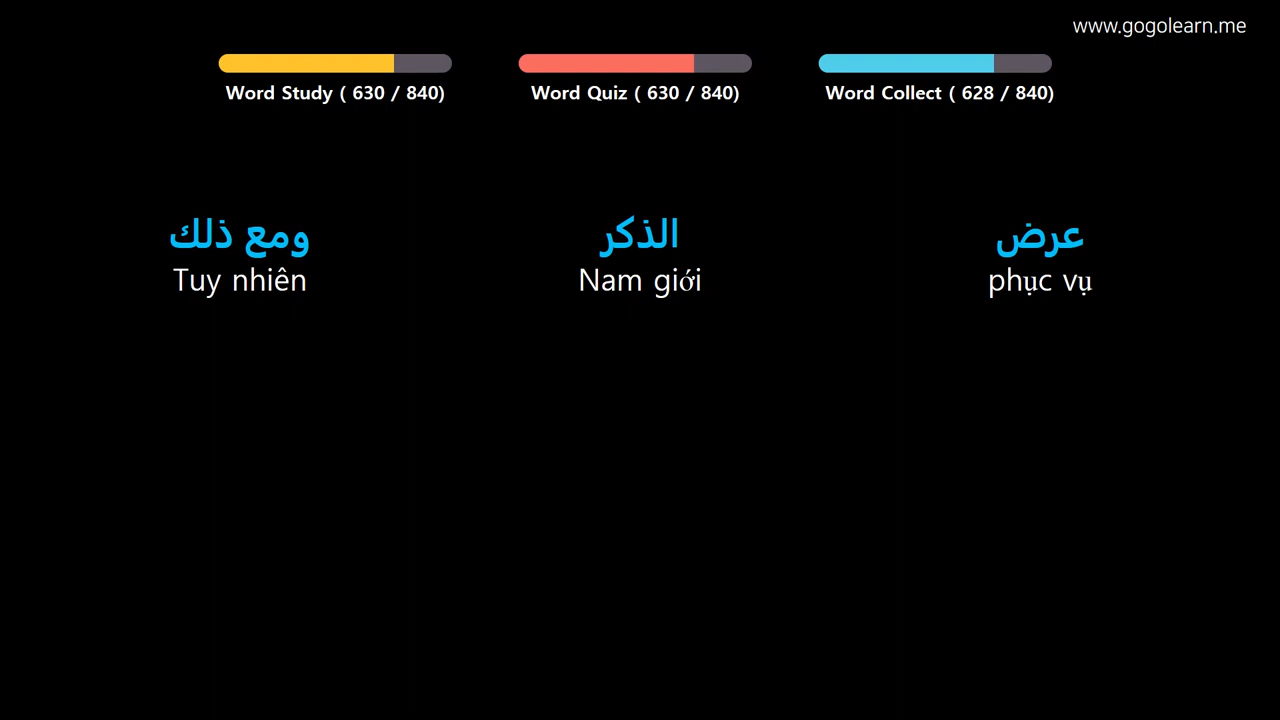 www.gogolearn.me
Word Study ( 630 / 840)
Word Quiz ( 630 / 840)
Word Collect ( 628 / 840)
ومع ذلك
Tuy nhiên
الذكر
Nam giới
عرض
phục vụ